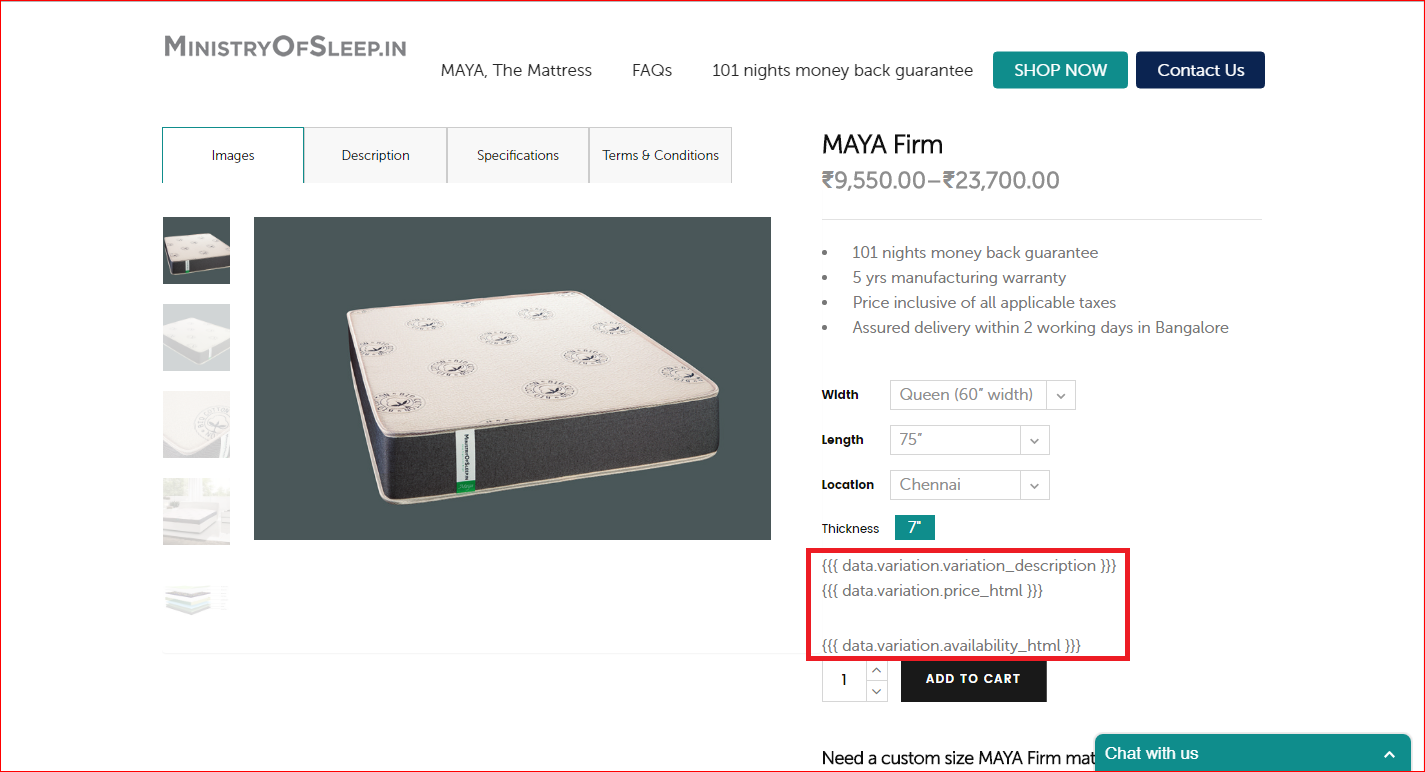 MINISTRYOFSLEEP.IN
MAYA, The Mattress FAQs 101 nights money back guarantee SHOP NOW Contact Us
Images Description Specifications Terms & Conditions
MAYA Firm
₹9,550.00–₹23,700.00
• 101 nights money back guarantee
• 5 yrs manufacturing warranty
• Price inclusive of all applicable taxes
• Assured delivery within 2 working days in Bangalore
Width Queen (60” width)
Length 75”
Location Chennai
Thickness 7"
{{{ data.variation.variation_description }}}
{{{ data.variation.price_html }}}
{{{ data.variation.availability_html }}}
1 ADD TO CART
Need a custom size MAYA Firm mat
Chat with us
MINISTRYOFSLEEP.IN